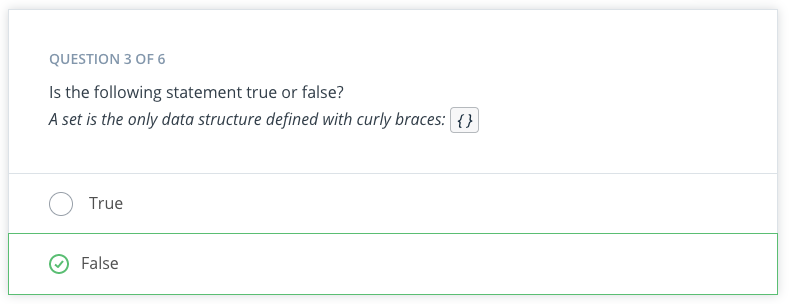 QUESTION 3 OF 6
Is the following statement true or false?
A set is the only data structure defined with curly braces: {}
True
False